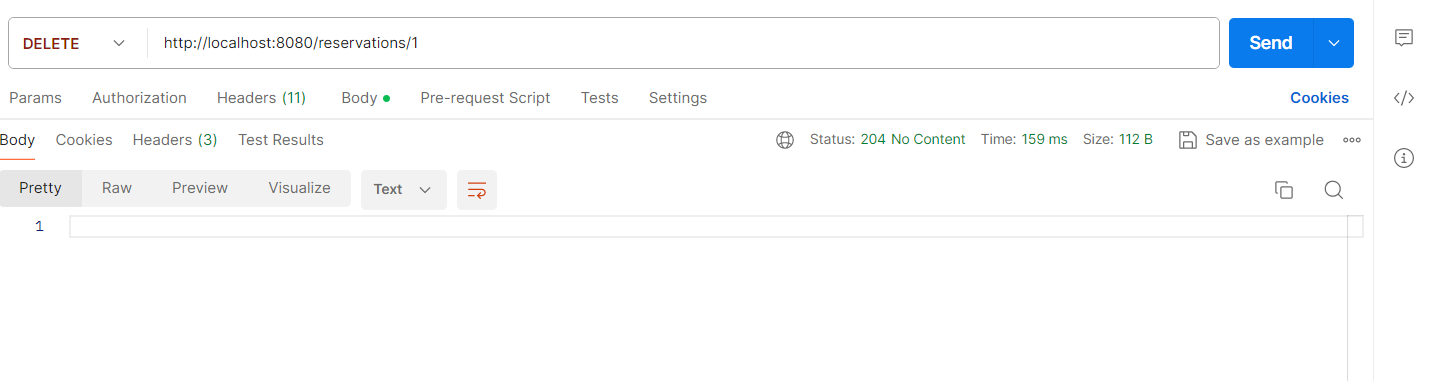 DELETE http://localhost:8080/reservations/1 Send
Params Authorization Headers (11) Body Pre-request Script Tests Settings Cookies
Body Cookies Headers (3) Test Results Status: 204 No Content Time: 159 ms Size: 112 B Save as example
Pretty Raw Preview Visualize Text
1